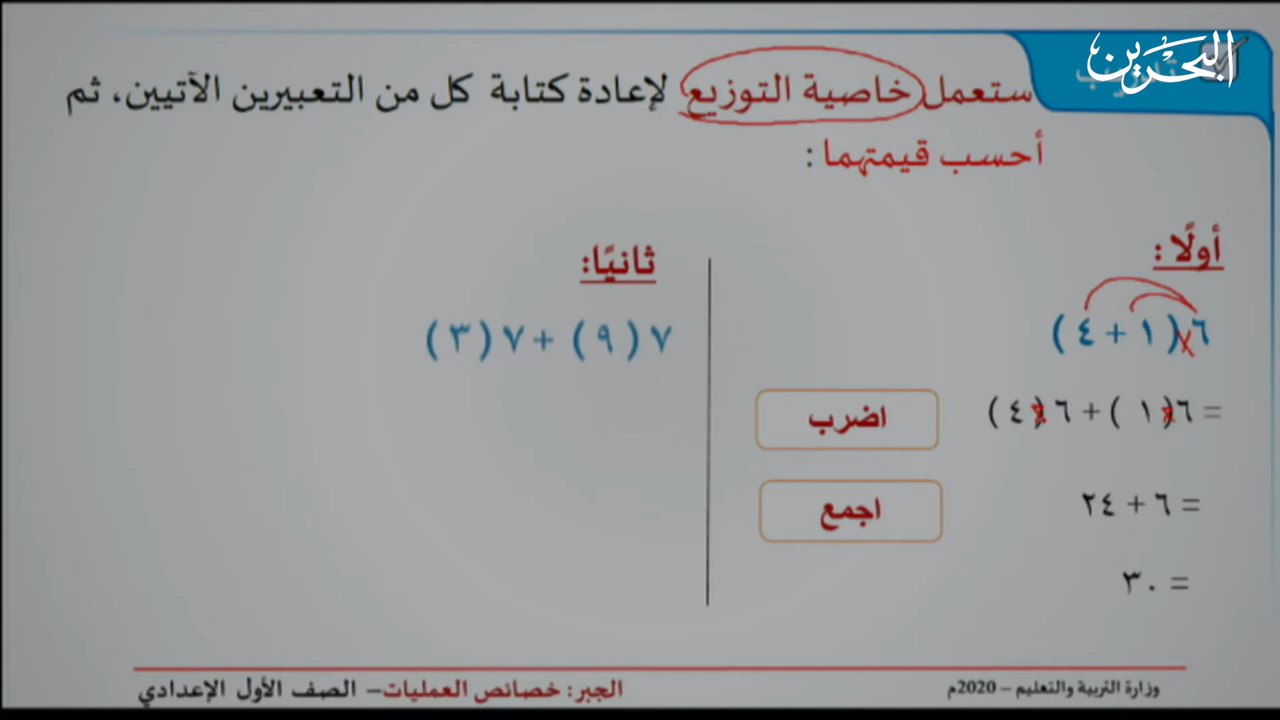 البحرين
ستعمل خاصية التوزيع لإعادة كتابة كل من التعبيرين الآتيين، ثم
أحسب قيمتهما :
أولًا :
٦ × ( ١ + ٤ )
= ٦ × ( ١ ) + ٦ × ( ٤ )
اضرب
= ٦ + ٢٤
اجمع
= ٣٠
ثانيًا:
٧ ( ٩ ) + ٧ ( ٣ )
وزارة التربية والتعليم – 2020م
الجبر: خصائص العمليات– الصف الأول الإعدادي